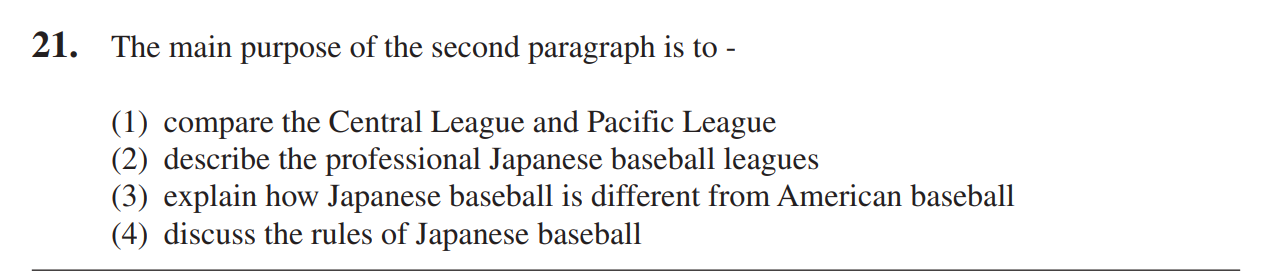 21. The main purpose of the second paragraph is to -
(1) compare the Central League and Pacific League
(2) describe the professional Japanese baseball leagues
(3) explain how Japanese baseball is different from American baseball
(4) discuss the rules of Japanese baseball